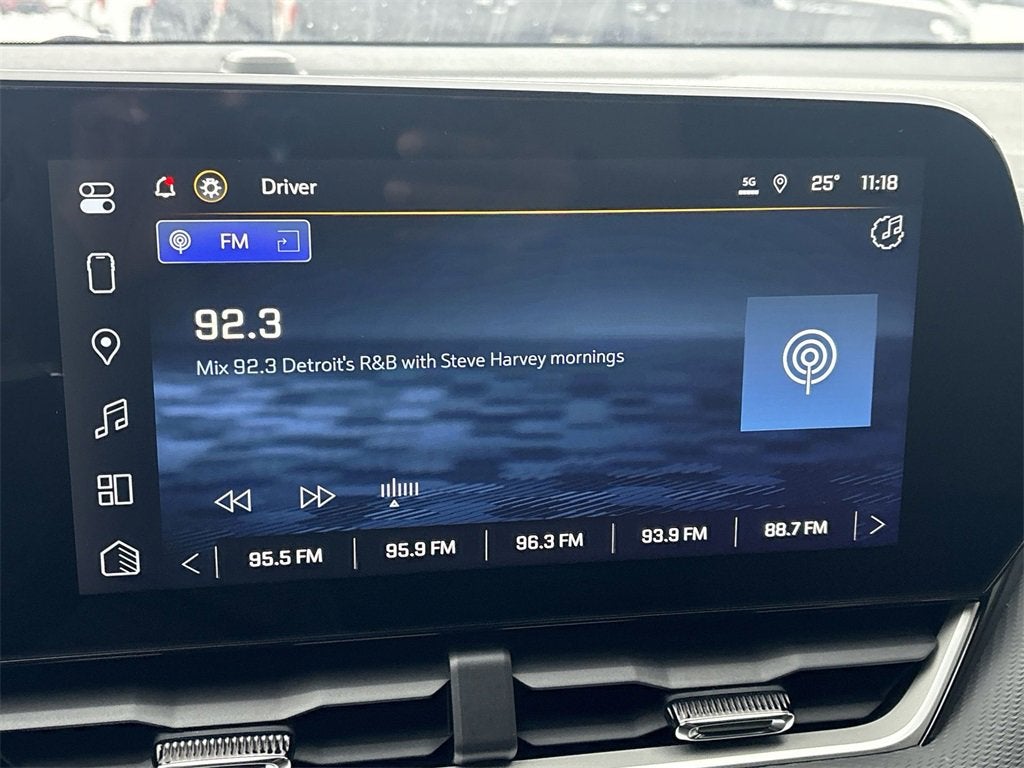 Driver
5G 25° 11:18
FM
92.3
Mix 92.3 Detroit's R&B with Steve Harvey mornings
95.5 FM 95.9 FM 96.3 FM 93.9 FM 88.7 FM